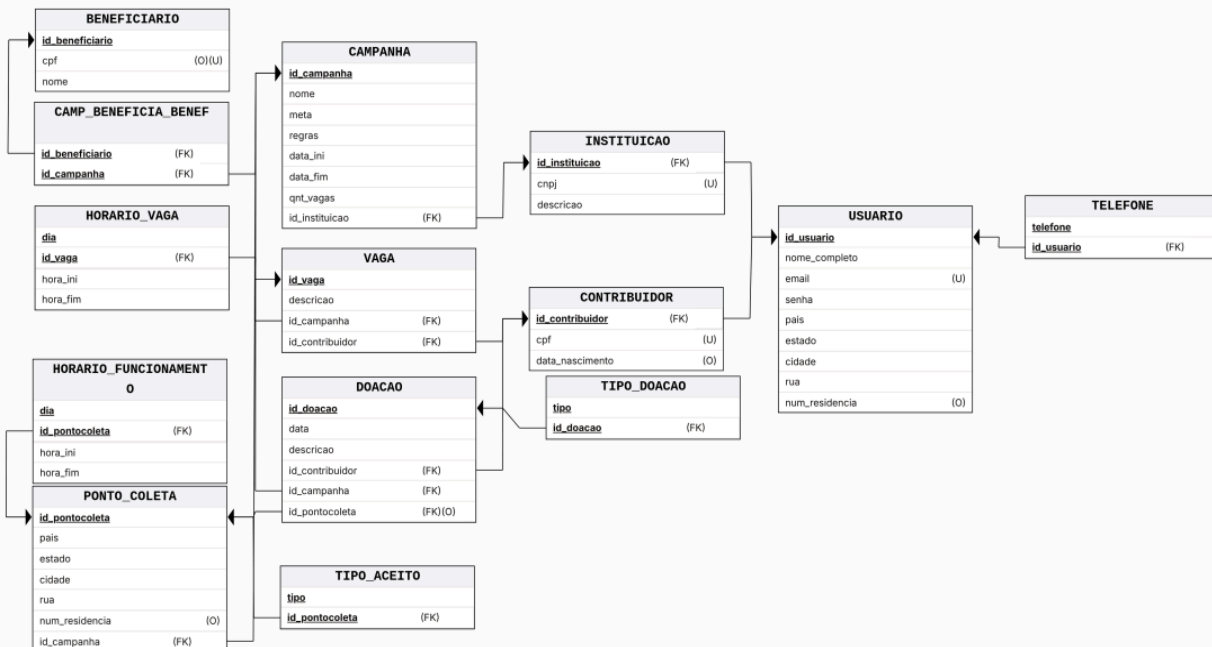 BENEFICIARIO
id_beneficiario
cpf (O)(U)
nome
CAMP_BENEFICIA_BENEF
id_beneficiario (FK)
id_campanha (FK)
HORARIO_VAGA
dia
id_vaga (FK)
hora_ini
hora_fim
HORARIO_FUNCIONAMENT
O
dia
id_pontocoleta (FK)
hora_ini
hora_fim
PONTO_COLETA
id_pontocoleta
pais
estado
cidade
rua
num_residencia (O)
id_campanha (FK)
CAMPANHA
id_campanha
nome
meta
regras
data_ini
data_fim
qnt_vagas
id_instituicao (FK)
VAGA
id_vaga
descricao
id_campanha (FK)
id_contribuidor (FK)
DOACAO
id_doacao
data
descricao
id_contribuidor (FK)
id_campanha (FK)
id_pontocoleta (FK)(O)
TIPO_ACEITO
tipo
id_pontocoleta (FK)
INSTITUICAO
id_instituicao (FK)
cnpj (U)
descricao
CONTRIBUIDOR
id_contribuidor (FK)
cpf (U)
data_nascimento (O)
TIPO_DOACAO
tipo
id_doacao (FK)
USUARIO
id_usuario
nome_completo
email (U)
senha
pais
estado
cidade
rua
num_residencia (O)
TELEFONE
telefone
id_usuario (FK)